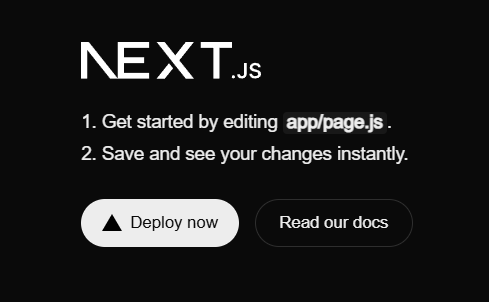 NEXT.JS
1. Get started by editing app/page.js.
2. Save and see your changes instantly.
Deploy now
Read our docs